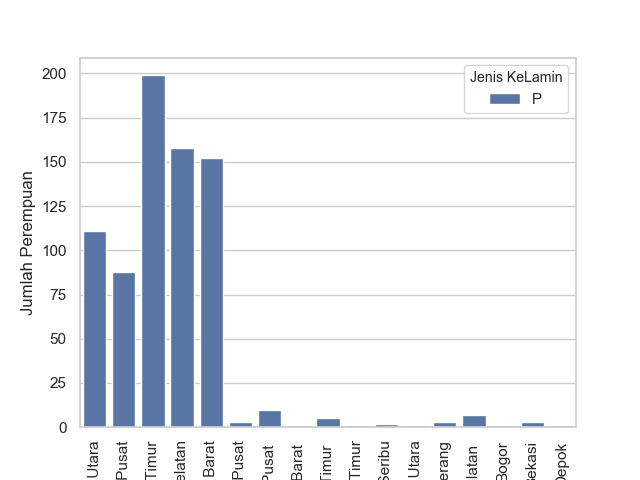 Jenis KeLamin
P
Jumlah Perempuan
200
175
150
125
100
75
50
25
0
Utara
Pusat
Timur
elatan
Barat
Pusat
Pusat
Barat
Timur
Timur
Seribu
Utara
erang
latan
Bogor
ekasi
Depok